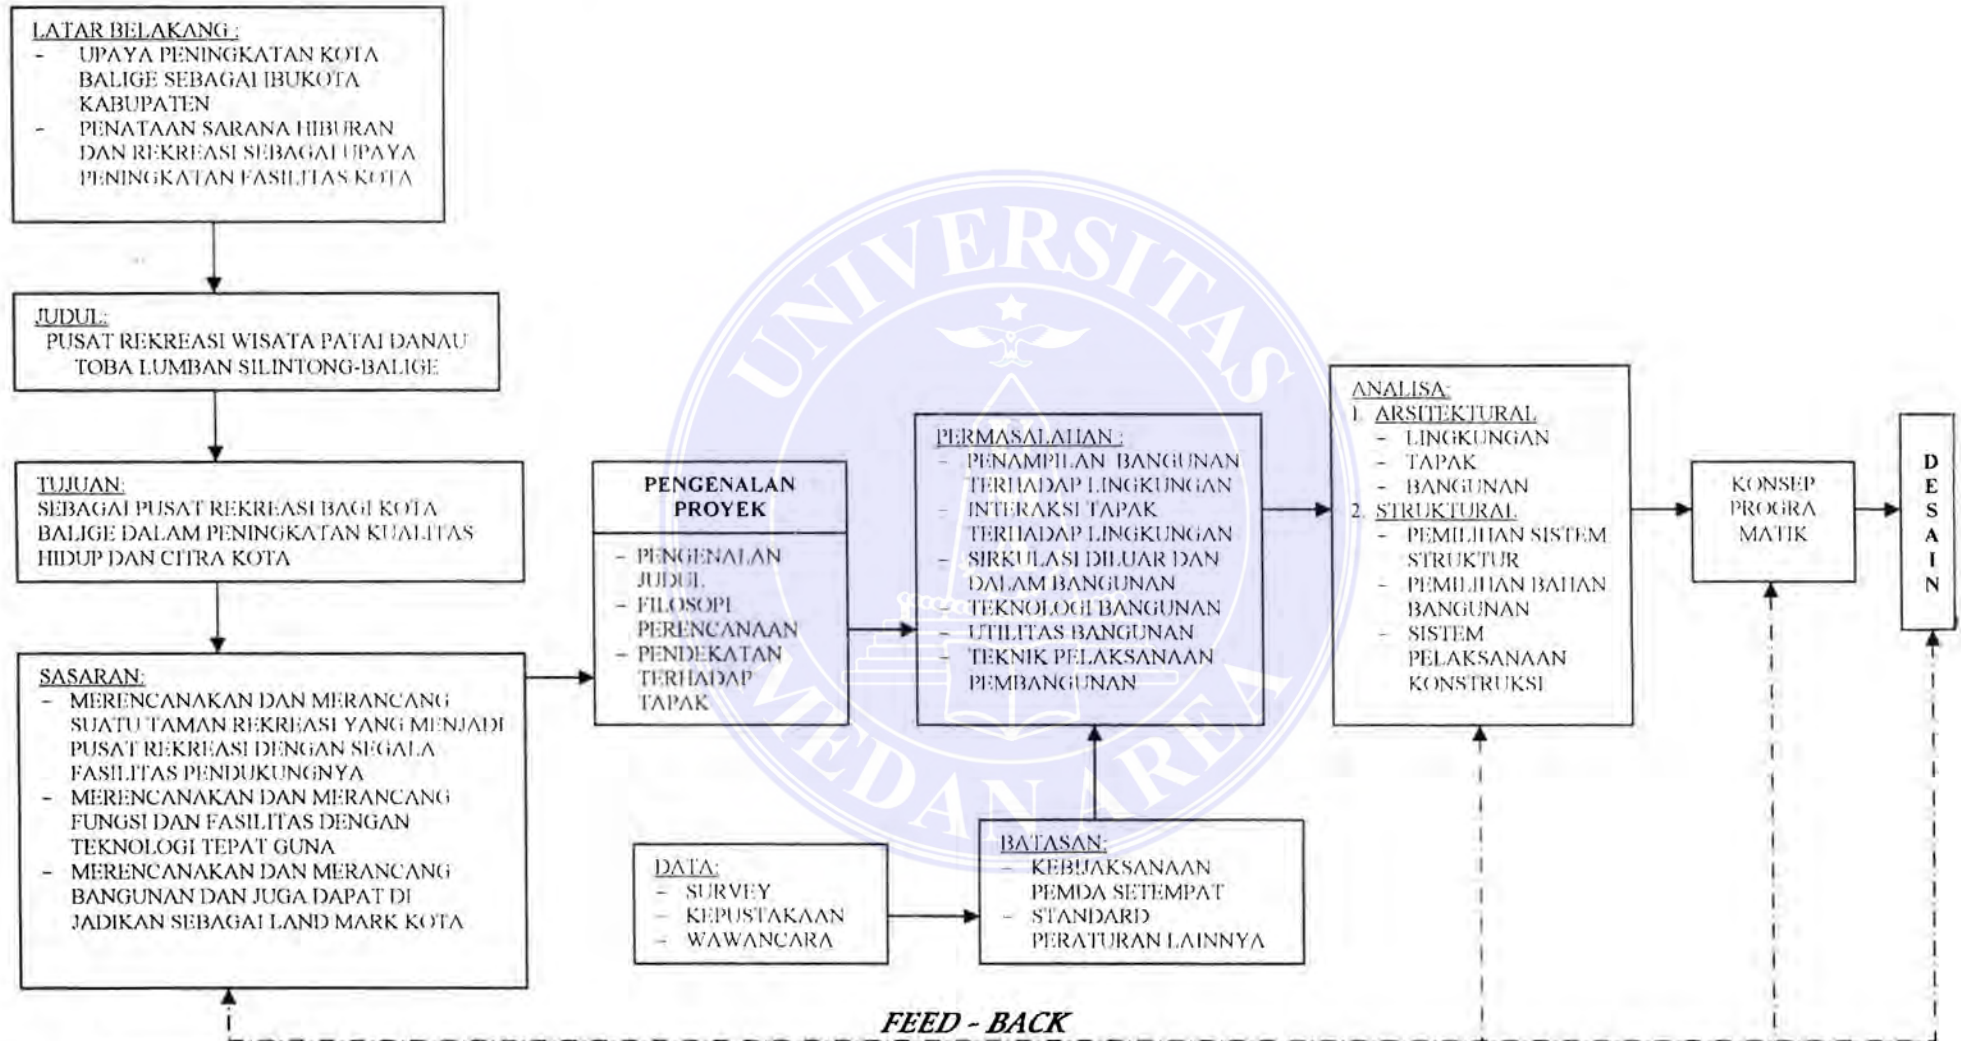 LATAR BELAKANG :
- UPAYA PENINGKATAN KOTA
BALIGE SEBAGAI IBUKOTA
KABUPATEN
- PENATAAN SARANA HIBURAN
DAN REKREASI SEBAGAI UPAYA
PENINGKATAN FASILITAS KOTA
JUDUL:
PUSAT REKREASI WISATA PATAI DANAU
TOBA LUMBAN SILINTONG-BALIGE
TUJUAN:
SEBAGAI PUSAT REKREASI BAGI KOTA
BALIGE DALAM PENINGKATAN KUALITAS
HIDUP DAN CITRA KOTA
SASARAN:
- MERENCANAKAN DAN MERANCANG
SUATU TAMAN REKREASI YANG MENJADI
PUSAT REKREASI DENGAN SEGALA
FASILITAS PENDUKUNGNYA
- MERENCANAKAN DAN MERANCANG
FUNGSI DAN FASILITAS DENGAN
TEKNOLOGI TEPAT GUNA
- MERENCANAKAN DAN MERANCANG
BANGUNAN DAN JUGA DAPAT DI
JADIKAN SEBAGAI LAND MARK KOTA
PENGENALAN
PROYEK
- PENGENALAN
JUDUL
- FILOSOPI
PERENCANAAN
- PENDEKATAN
TERHADAP
TAPAK
PERMASALAHAN :
- PENAMPILAN BANGUNAN
TERHADAP LINGKUNGAN
- INTERAKSI TAPAK
TERHADAP LINGKUNGAN
- SIRKULASI DILUAR DAN
DALAM BANGUNAN
- TEKNOLOGI BANGUNAN
- UTILITAS BANGUNAN
- TEKNIK PELAKSANAAN
PEMBANGUNAN
DATA:
- SURVEY
- KEPUSTAKAAN
- WAWANCARA
BATASAN:
- KEBIJAKSANAAN
PEMDA SETEMPAT
- STANDARD
PERATURAN LAINNYA
ANALISA:
1. ARSITEKTURAL
- LINGKUNGAN
- TAPAK
- BANGUNAN
2. STRUKTURAL
- PEMILIHAN SISTEM
STRUKTUR
- PEMILIHAN BAHAN
BANGUNAN
- SISTEM
PELAKSANAAN
KONSTRUKSI
KONSEP
PROGRA
MATIK
DESAIN
FEED - BACK
UNIVERSITAS
MEDAN AREA